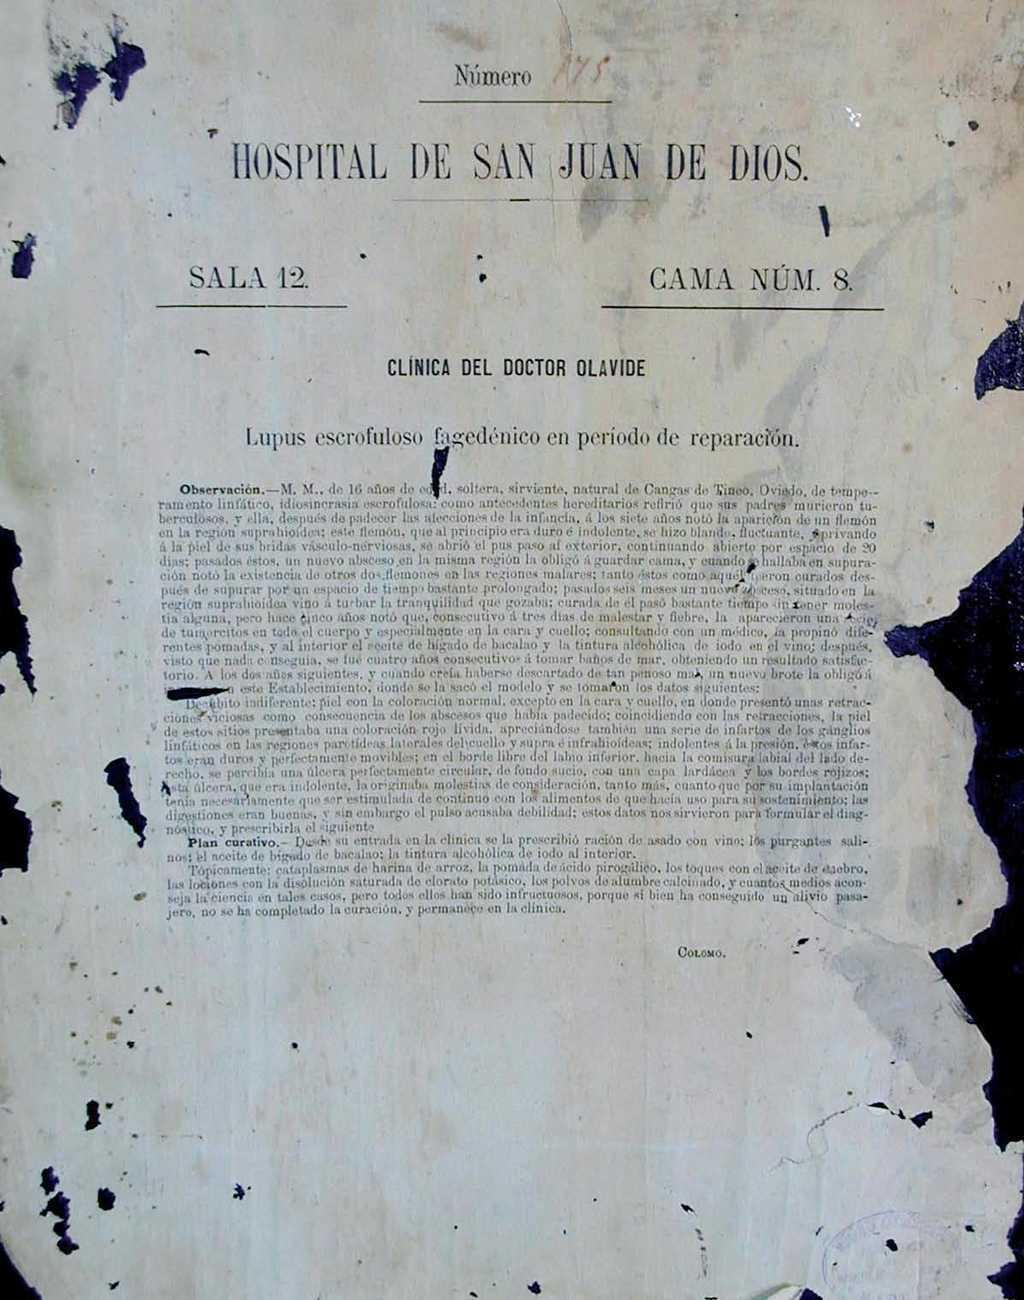 Número
HOSPITAL DE SAN JUAN DE DIOS.
SALA 12.
CAMA NÚM. 8.
CLÍNICA DEL DOCTOR OLAVIDE
Lupus escrofuloso fagedénico en período de reparación.
Observación.—M. M., de 16 años de edad, soltera, sirviente, natural de Cangas de Tineo, Oviedo, de tempe-
ramento linfático, idiosincrasia escrofulosa; como antecedentes hereditarios refirió que sus padres murieron tu-
berculosos, y ella, después de padecer las afecciones de la infancia, á los siete años notó la aparición de un flemón
en la región suprahioidea; este flemón, que al principio era duro é indolente, se hizo blando, fluctuante, y privando
á la piel de sus bridas vásculo-nerviosas, se abrió el pus paso al exterior, continuando abierto por espacio de 20
días; pasados éstos, un nuevo absceso en la misma región la obligó á guardar cama, y cuando se hallaba en supura-
ción notó la existencia de otros dos flemones en las regiones malares; tanto éstos como aquél fueron curados des-
pués de supurar por un espacio de tiempo bastante prolongado; pasados seis meses un nuevo absceso, situado en la
región suprahioidea vino á turbar la tranquilidad que gozaba; curada de él pasó bastante tiempo sin tener moles-
tia alguna, pero hace cinco años notó que, consecutivo á tres días de malestar y fiebre, la aparecieron una
de tumorcitos en todo el cuerpo y especialmente en la cara y cuello; consultando con un médico, la propinó dife-
rentes pomadas, y al interior el aceite de hígado de bacalao y la tintura alcohólica de iodo en el vino; después,
visto que nada conseguía, se fué cuatro años consecutivos á tomar baños de mar, obteniendo un resultado satisfac-
torio. A los dos años siguientes, y cuando creía haberse descartado de tan penoso mal, un nuevo brote la obligó á
en este Establecimiento, donde se la sacó el modelo y se tomaron los datos siguientes:
Decúbito indiferente; piel con la coloración normal, excepto en la cara y cuello, en donde presentó unas retrac-
ciones viciosas como consecuencia de los abscesos que había padecido; coincidiendo con las retracciones, la piel
de estos sitios presentaba una coloración rojo lívida, apreciándose también una serie de infartos de los gánglios
linfáticos en las regiones parotídeas laterales del cuello y supra é infrahioideas; indolentes á la presión, éstos infar-
tos eran duros y perfectamente movibles; en el borde libre del labio inferior, hacia la comisura labial del lado de-
recho, se percibía una úlcera perfectamente circular, de fondo sucio, con una capa lardácea y los bordes rojizos;
ésta úlcera, que era indolente, la originaba molestias de consideración, tanto más, cuanto que por su implantación
tenía necesariamente que ser estimulada de continuo con los alimentos de que hacía uso para su sostenimiento; las
digestiones eran buenas, y sin embargo el pulso acusaba debilidad; estos datos nos sirvieron para formular el diag-
nóstico, y prescribirla el siguiente
Plan curativo.—Desde su entrada en la clínica se la prescribió ración de asado con vino; los purgantes sali-
nos; el aceite de hígado de bacalao; la tintura alcohólica de iodo al interior.
Tópicamente: cataplasmas de harina de arroz, la pomada de ácido pirogálico, los toques con el aceite de enebro,
las lociones con la disolución saturada de clorato potásico, los polvos de alumbre calcinado, y cuantos medios acon-
seja la ciencia en tales casos, pero todos ellos han sido infructuosos, porque si bien ha conseguido un alivio pasa-
jero, no se ha completado la curación, y permanece en la clínica.
COLOMO.